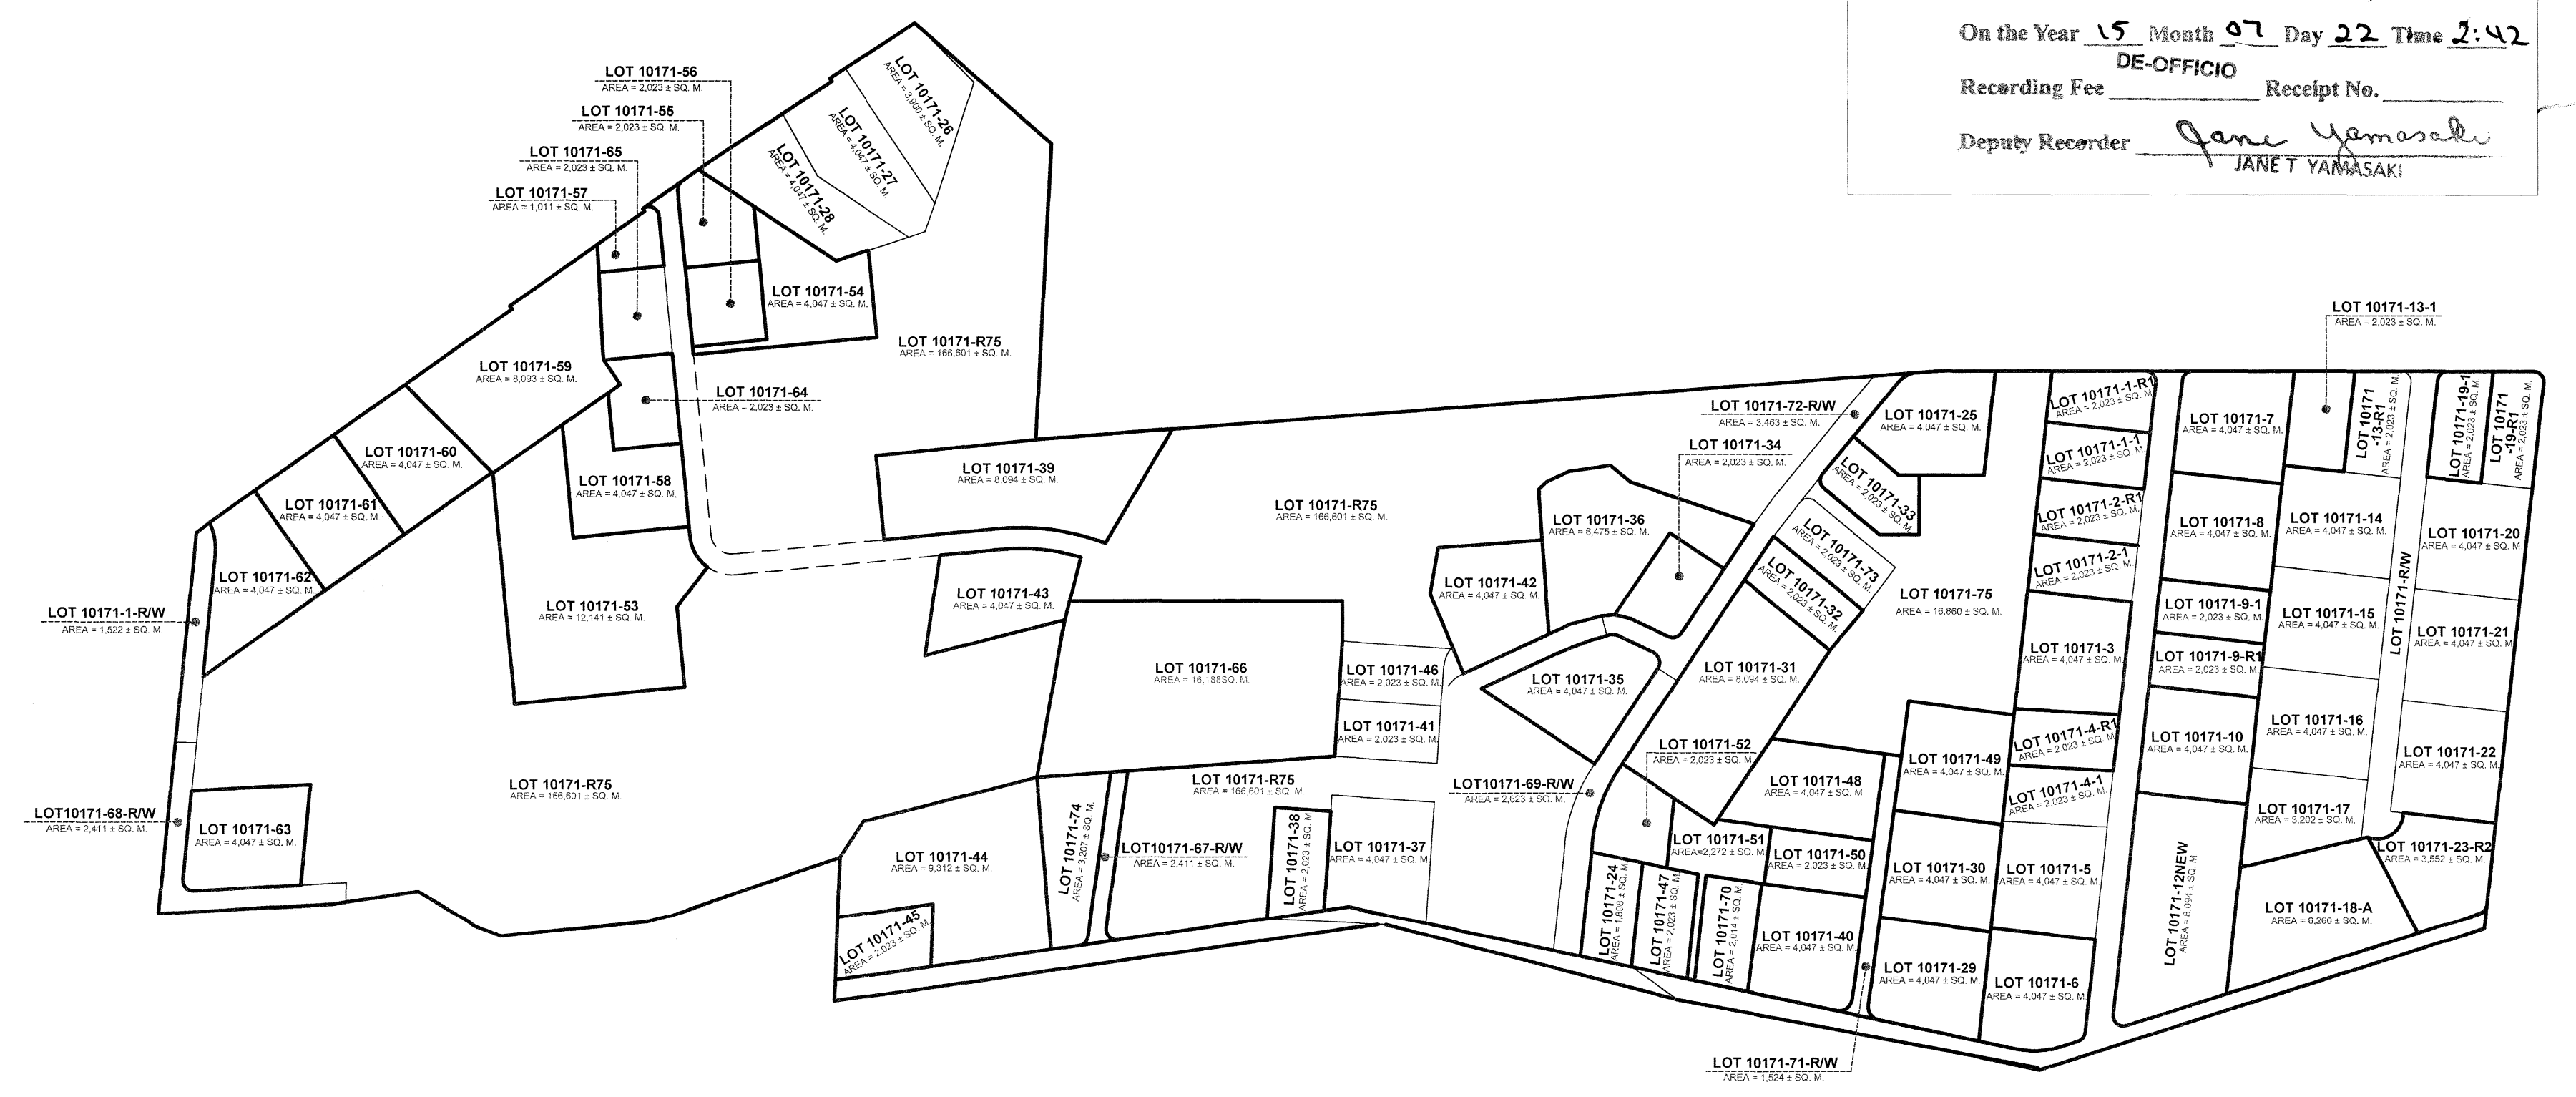 On the Year 15 Month 07 Day 22 Time 2:42
DE-OFFICIO
Recording Fee Receipt No.
Deputy Recorder Jane Yamasaki
JANE T YAMASAKI
LOT 10171-56
AREA = 2,023 ± SQ. M.
LOT 10171-55
AREA = 2,023 ± SQ. M.
LOT 10171-65
AREA = 2,023 ± SQ. M.
LOT 10171-57
AREA = 1,011 ± SQ. M.
LOT 10171-26
AREA = 3,900 ± SQ. M.
LOT 10171-27
AREA = 4,047 ± SQ. M.
LOT 10171-28
AREA = 4,047 ± SQ. M.
LOT 10171-54
AREA = 4,047 ± SQ. M.
LOT 10171-R75
AREA = 166,601 ± SQ. M.
LOT 10171-59
AREA = 8,093 ± SQ. M.
LOT 10171-64
AREA = 2,023 ± SQ. M.
LOT 10171-60
AREA = 4,047 ± SQ. M.
LOT 10171-61
AREA = 4,047 ± SQ. M.
LOT 10171-58
AREA = 4,047 ± SQ. M.
LOT 10171-62
AREA = 4,047 ± SQ. M.
LOT 10171-1-R/W
AREA = 1,522 ± SQ. M.
LOT 10171-53
AREA = 12,141 ± SQ. M.
LOT 10171-39
AREA = 8,094 ± SQ. M.
LOT 10171-43
AREA = 4,047 ± SQ. M.
LOT 10171-R75
AREA = 166,601 ± SQ. M.
LOT 10171-66
AREA = 16,188SQ. M.
LOT 10171-R75
AREA = 166,601 ± SQ. M.
LOT10171-68-R/W
AREA = 2,411 ± SQ. M.
LOT 10171-63
AREA = 4,047 ± SQ. M.
LOT 10171-44
AREA = 9,312 ± SQ. M.
LOT 10171-45
AREA = 2,023 ± SQ. M.
LOT 10171-74
AREA = 3,207 ± SQ. M.
LOT 10171-R75
AREA = 166,601 ± SQ. M.
LOT10171-67-R/W
AREA = 2,411 ± SQ. M.
LOT 10171-38
AREA = 2,023 ± SQ. M.
LOT 10171-37
AREA = 4,047 ± SQ. M.
LOT 10171-46
AREA = 2,023 ± SQ. M.
LOT 10171-41
AREA = 2,023 ± SQ. M.
LOT 10171-42
AREA = 4,047 ± SQ. M.
LOT 10171-36
AREA = 6,475 ± SQ. M.
LOT 10171-72-R/W
AREA = 3,463 ± SQ. M.
LOT 10171-34
AREA = 2,023 ± SQ. M.
LOT 10171-25
AREA = 4,047 ± SQ. M.
LOT 10171-33
AREA = 2,023 ± SQ. M.
LOT 10171-73
AREA = 2,023 ± SQ. M.
LOT 10171-32
AREA = 2,023 ± SQ. M.
LOT 10171-75
AREA = 16,860 ± SQ. M.
LOT 10171-31
AREA = 8,094 ± SQ. M.
LOT 10171-35
AREA = 4,047 ± SQ. M.
LOT 10171-52
AREA = 2,023 ± SQ. M.
LOT10171-69-R/W
AREA = 2,623 ± SQ. M.
LOT 10171-48
AREA = 4,047 ± SQ. M.
LOT 10171-49
AREA = 4,047 ± SQ. M.
LOT 10171-51
AREA=2,272 ± SQ. M.
LOT 10171-50
AREA = 2,023 ± SQ. M.
LOT 10171-24
AREA = 1,898 ± SQ. M.
LOT 10171-47
AREA = 2,023 ± SQ. M.
LOT 10171-70
AREA = 2,014 ± SQ. M.
LOT 10171-40
AREA = 4,047 ± SQ. M.
LOT 10171-30
AREA = 4,047 ± SQ. M.
LOT 10171-29
AREA = 4,047 ± SQ. M.
LOT 10171-71-R/W
AREA = 1,524 ± SQ. M.
LOT 10171-1-R1
AREA = 2,023 ± SQ. M.
LOT 10171-1-1
AREA = 2,023 ± SQ. M.
LOT 10171-2-R1
AREA = 2,023 ± SQ. M.
LOT 10171-2-1
AREA = 2,023 ± SQ. M.
LOT 10171-3
AREA = 4,047 ± SQ. M.
LOT 10171-4-R1
AREA = 2,023 ± SQ. M.
LOT 10171-4-1
AREA = 2,023 ± SQ. M.
LOT 10171-5
AREA = 4,047 ± SQ. M.
LOT 10171-6
AREA = 4,047 ± SQ. M.
LOT 10171-7
AREA = 4,047 ± SQ. M.
LOT 10171-8
AREA = 4,047 ± SQ. M.
LOT 10171-9-1
AREA = 2,023 ± SQ. M.
LOT 10171-9-R1
AREA = 2,023 ± SQ. M.
LOT 10171-10
AREA = 4,047 ± SQ. M.
LOT 10171-12NEW
AREA = 8,094 ± SQ. M.
LOT 10171-13-1
AREA = 2,023 ± SQ. M.
LOT 10171
-13-R1
AREA = 2,023 ± SQ. M.
LOT 10171-14
AREA = 4,047 ± SQ. M.
LOT 10171-15
AREA = 4,047 ± SQ. M.
LOT 10171-16
AREA = 4,047 ± SQ. M.
LOT 10171-17
AREA = 3,202 ± SQ. M.
LOT 10171-18-A
AREA = 6,260 ± SQ. M.
LOT 10171-R/W
LOT 10171-19-1
AREA = 2,023 ± SQ. M.
LOT 10171
-19-R1
AREA = 2,023 ± SQ. M.
LOT 10171-20
AREA = 4,047 ± SQ. M.
LOT 10171-21
AREA = 4,047 ± SQ. M.
LOT 10171-22
AREA = 4,047 ± SQ. M.
LOT 10171-23-R2
AREA = 3,552 ± SQ. M.